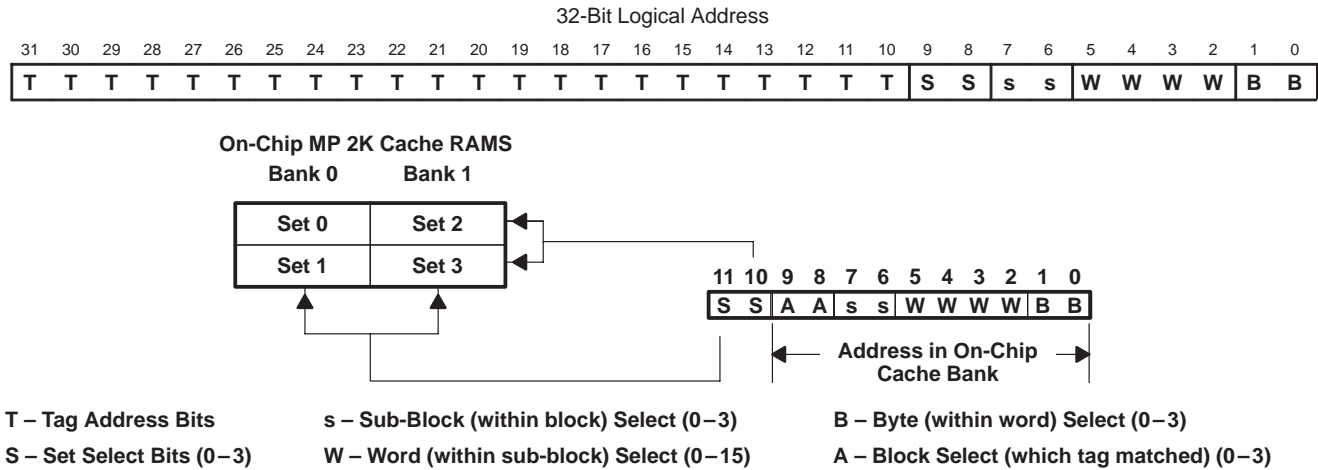 32-Bit Logical Address
31 30 29 28 27 26 25 24 23 22 21 20 19 18 17 16 15 14 13 12 11 10 9 8 7 6 5 4 3 2 1 0
T T T T T T T T T T T T T T T T T T T T T T S S s s W W W W B B
On-Chip MP 2K Cache RAMS
Bank 0 Bank 1
Set 0 Set 2
Set 1 Set 3
11 10 9 8 7 6 5 4 3 2 1 0
S S A A s s W W W W B B
Address in On-Chip
Cache Bank
T – Tag Address Bits s – Sub-Block (within block) Select (0–3) B – Byte (within word) Select (0–3)
S – Set Select Bits (0–3) W – Word (within sub-block) Select (0–15) A – Block Select (which tag matched) (0–3)